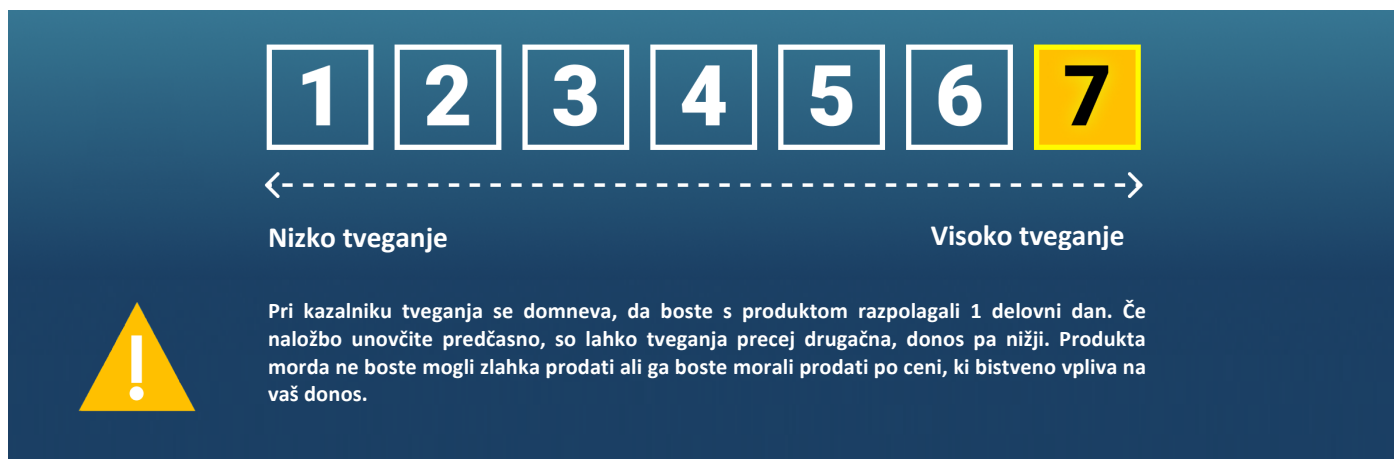 1 2 3 4 5 6 7
Nizko tveganje Visoko tveganje
Pri kazalniku tveganja se domneva, da boste s produktom razpolagali 1 delovni dan. Če
naložbo unovčite predčasno, so lahko tveganja precej drugačna, donos pa nižji. Produkta
morda ne boste mogli zlahka prodati ali ga boste morali prodati po ceni, ki bistveno vpliva na
vaš donos.